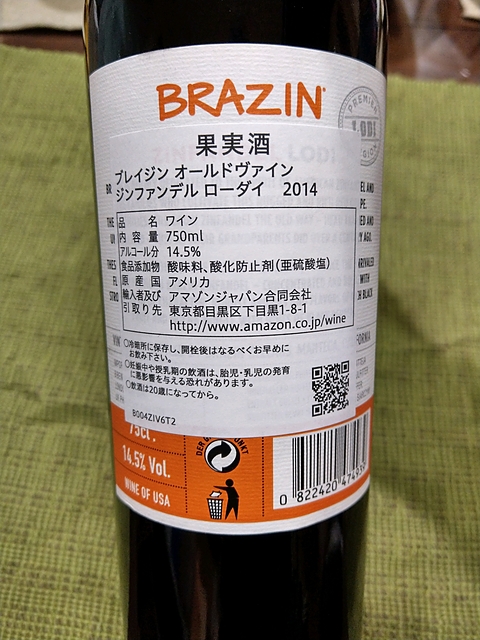 BRAZIN
PREMIUM
LODI
果実酒
ブレイジン オールドヴァイン
ジンファンデル ローダイ 2014
品名 ワイン
内容量 750ml
アルコール分 14.5%
食品添加物 酸味料、酸化防止剤(亜硫酸塩)
原産国 アメリカ
輸入者及び アマゾンジャパン合同会社
引取り先 東京都目黒区下目黒1-8-1
http://www.amazon.co.jp/wine
○冷暗所に保存し、開栓後はなるべくお早めに
お飲み下さい。
○妊娠中や授乳期の飲酒は、胎児・乳児の発育
に悪影響を与える恐れがあります。
○飲酒は20歳になってから。
B004ZIV6T2
75cl.
14.5% Vol.
WINE OF USA
DER
PUNKT
0 822420 47493